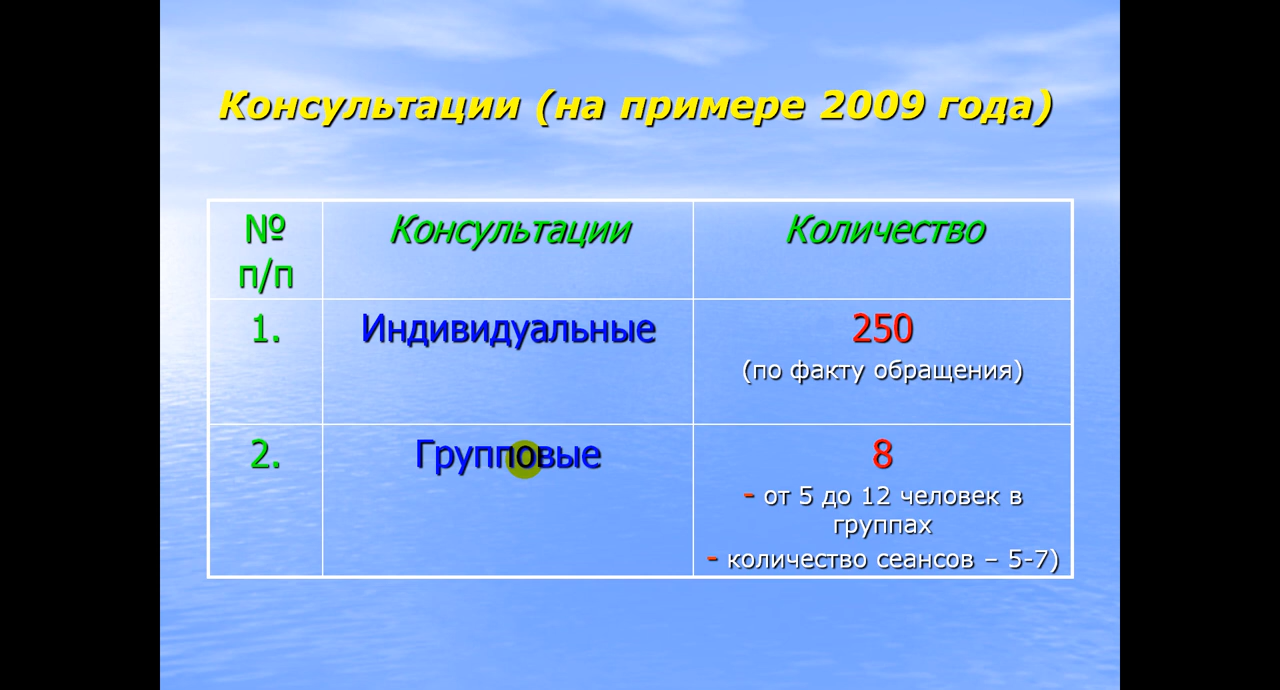 Консультации (на примере 2009 года)
№ п/п
Консультации
Количество
1.
Индивидуальные
250
(по факту обращения)
2.
Групповые
8
- от 5 до 12 человек в
группах
- количество сеансов – 5-7)